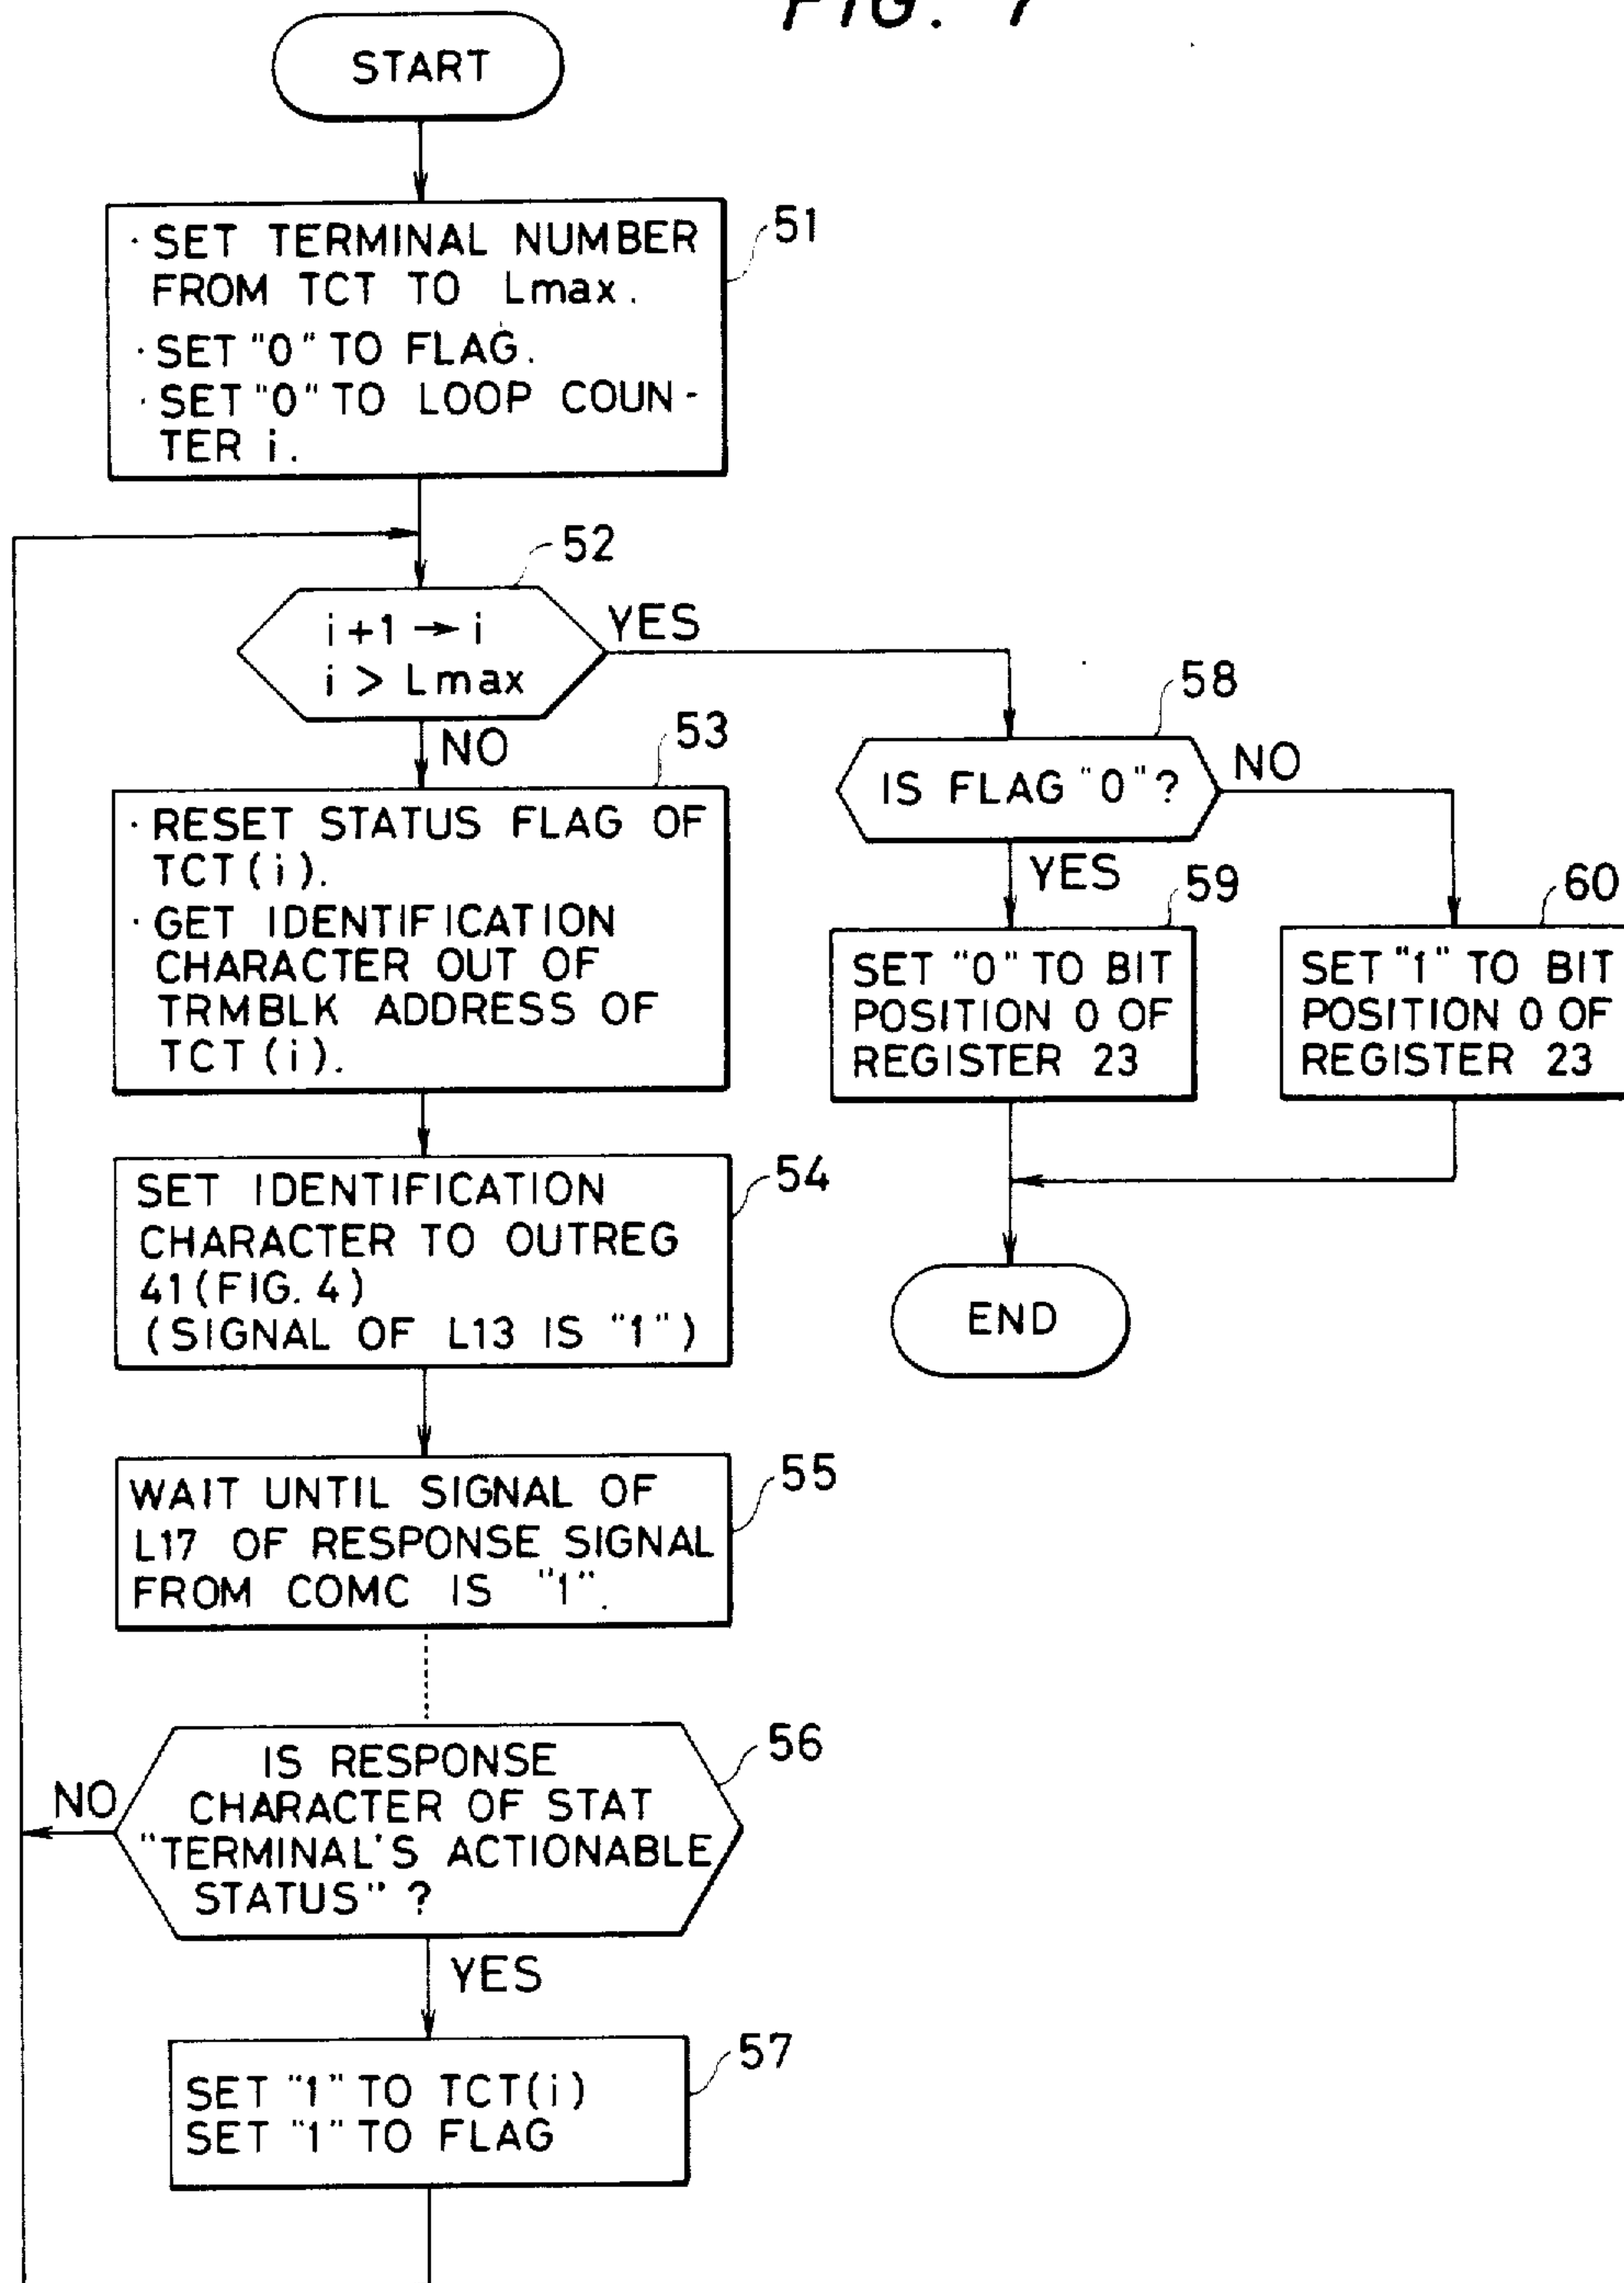 FIG. 7
START
· SET TERMINAL NUMBER
FROM TCT TO Lmax.
· SET "0" TO FLAG.
· SET "0" TO LOOP COUN-
TER i.
51
52
i+1 → i
i > Lmax
YES
NO
53
· RESET STATUS FLAG OF
TCT(i).
· GET IDENTIFICATION
CHARACTER OUT OF
TRMBLK ADDRESS OF
TCT(i).
58
IS FLAG "0"?
NO
YES
59
SET "0" TO BIT
POSITION 0 OF
REGISTER 23
60
SET "1" TO BIT
POSITION 0 OF
REGISTER 23
END
54
SET IDENTIFICATION
CHARACTER TO OUTREG
41(FIG. 4)
(SIGNAL OF L13 IS "1")
55
WAIT UNTIL SIGNAL OF
L17 OF RESPONSE SIGNAL
FROM COMC IS "1".
56
IS RESPONSE
CHARACTER OF STAT
"TERMINAL'S ACTIONABLE
STATUS"?
NO
YES
57
SET "1" TO TCT(i)
SET "1" TO FLAG